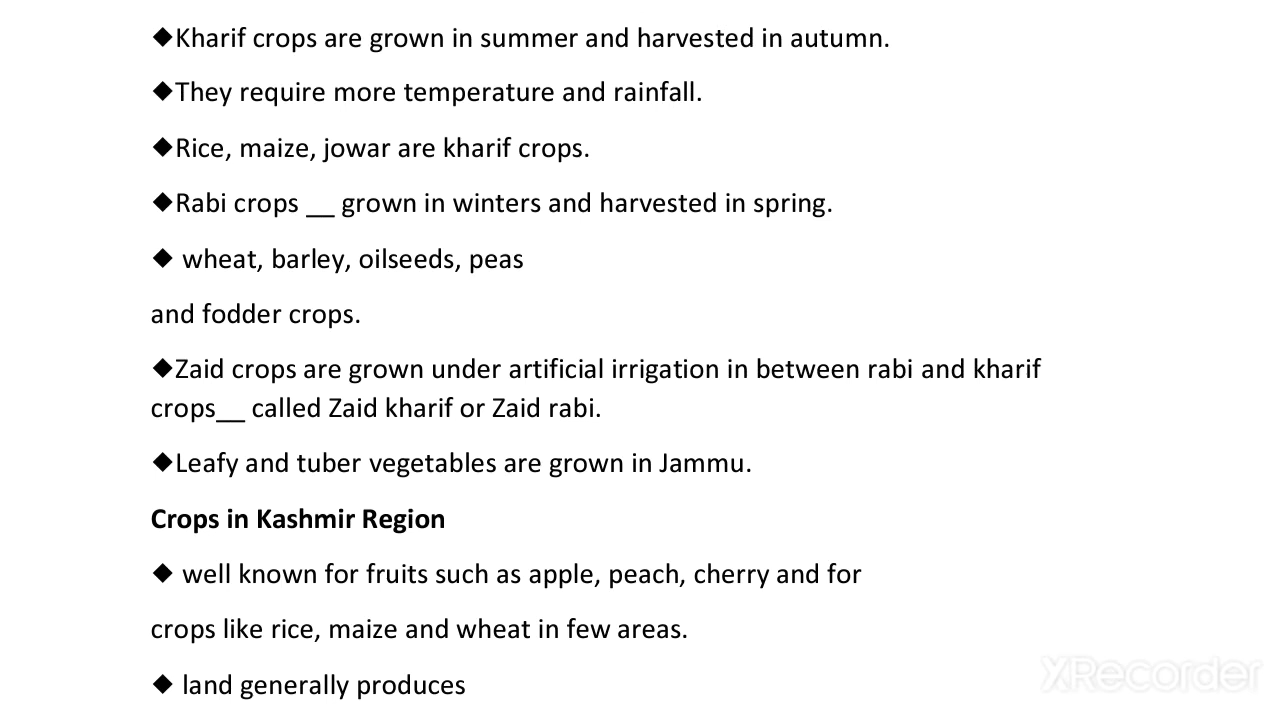 ◆Kharif crops are grown in summer and harvested in autumn.
◆They require more temperature and rainfall.
◆Rice, maize, jowar are kharif crops.
◆Rabi crops __ grown in winters and harvested in spring.
◆ wheat, barley, oilseeds, peas
and fodder crops.
◆Zaid crops are grown under artificial irrigation in between rabi and kharif
crops__ called Zaid kharif or Zaid rabi.
◆Leafy and tuber vegetables are grown in Jammu.
Crops in Kashmir Region
◆ well known for fruits such as apple, peach, cherry and for
crops like rice, maize and wheat in few areas.
◆ land generally produces
XRecorder